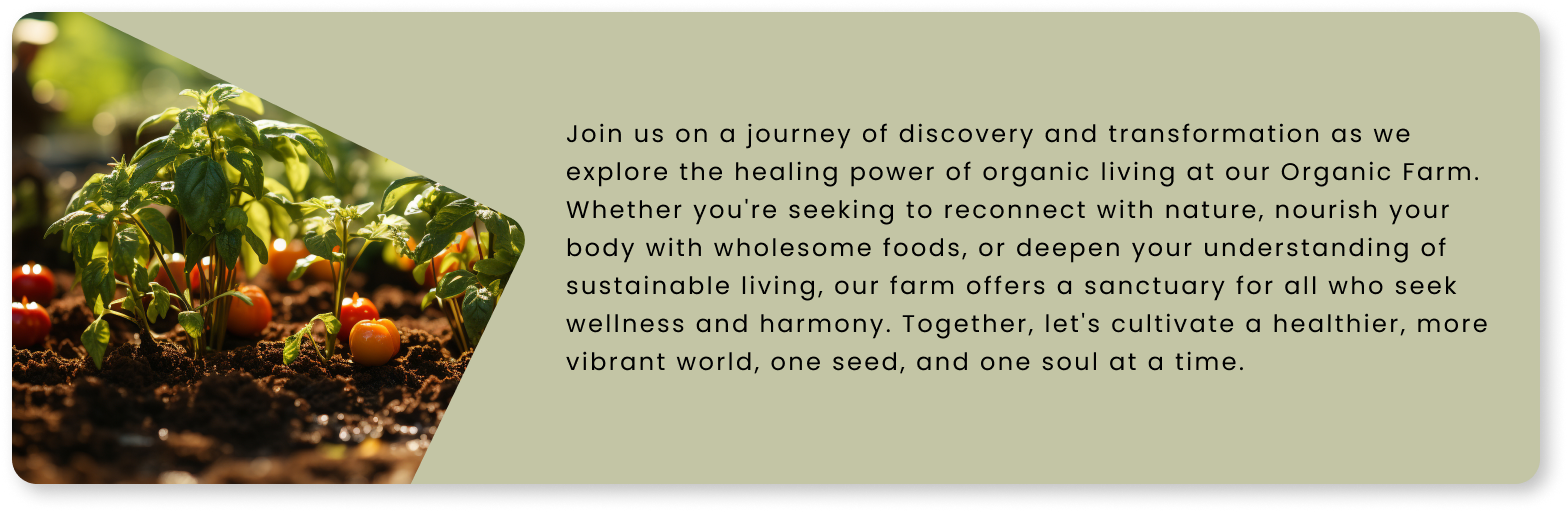 Join us on a journey of discovery and transformation as we
explore the healing power of organic living at our Organic Farm.
Whether you're seeking to reconnect with nature, nourish your
body with wholesome foods, or deepen your understanding of
sustainable living, our farm offers a sanctuary for all who seek
wellness and harmony. Together, let's cultivate a healthier, more
vibrant world, one seed, and one soul at a time.